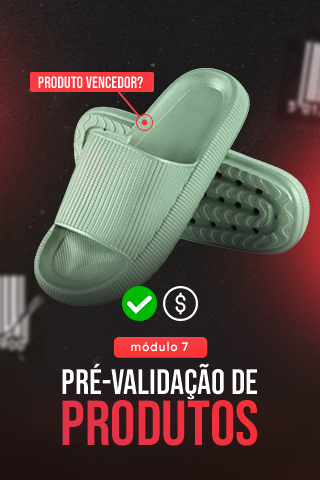 PRODUTO VENCEDOR?
$
módulo 7
PRÉ-VALIDAÇÃO DE
PRODUTOS